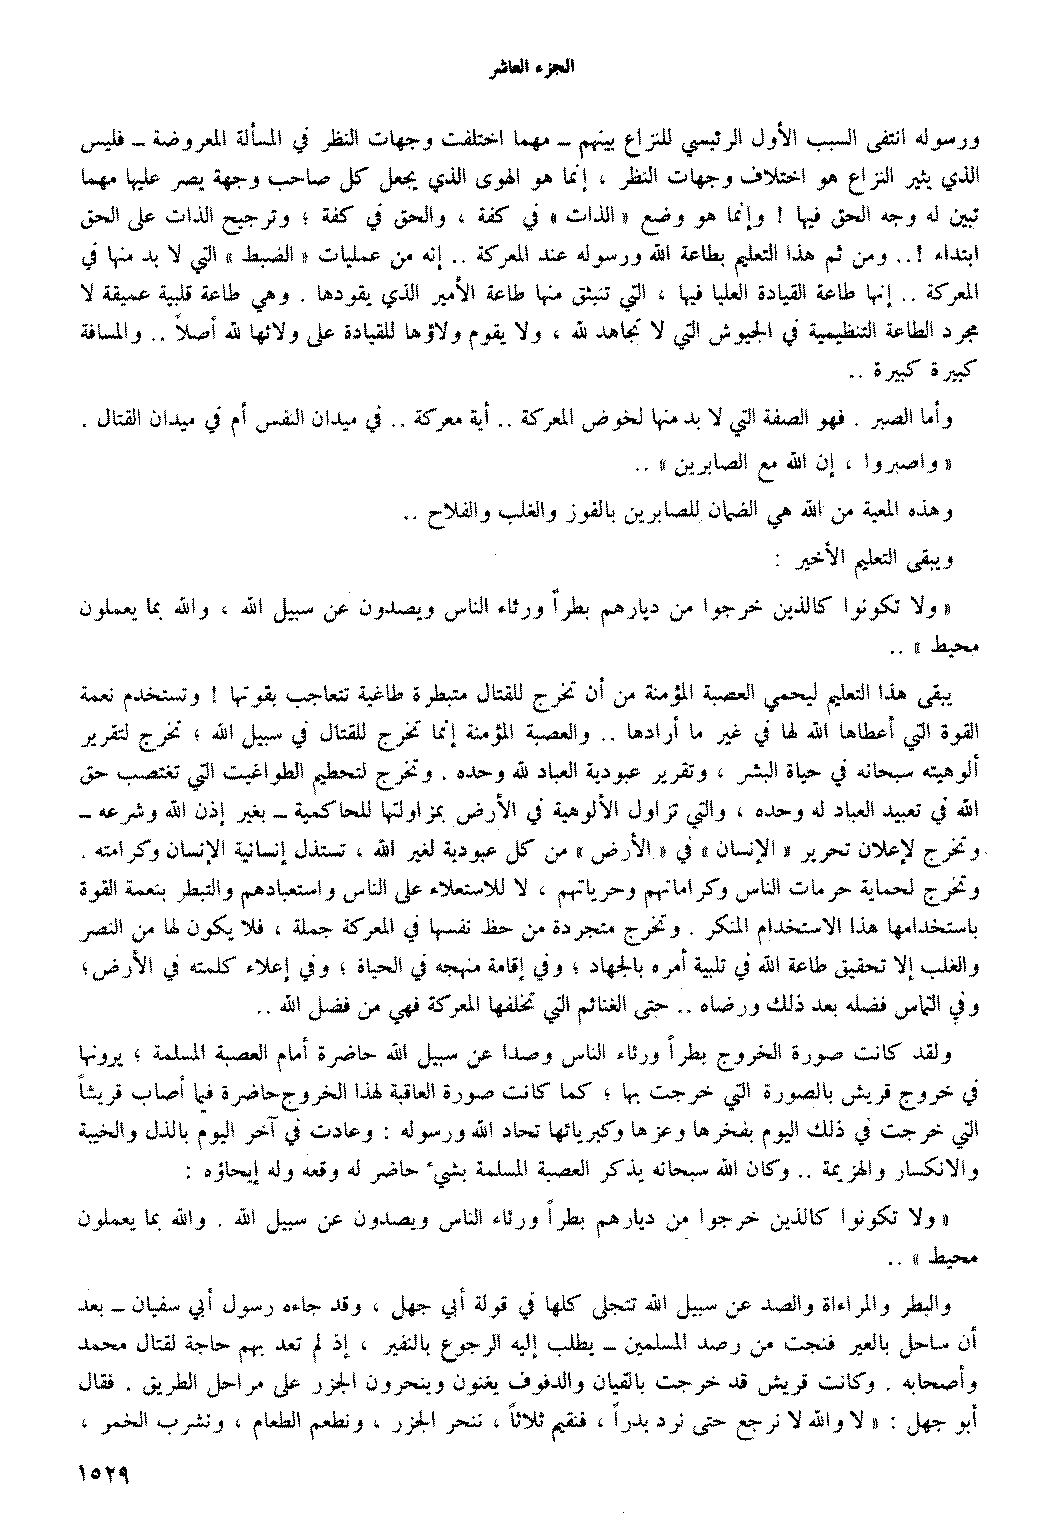 الجزء العاشر
ورسوله انتفى السبب الأول الرئيسي للنزاع بينهم ــ مهما اختلفت وجهات النظر في المسألة المعروضة ــ فليس
الذي يثير النزاع هو اختلاف وجهات النظر ، إنما هو الهوى الذي يجعل كل صاحب وجهة يصر عليها مهما
تبين له وجه الحق فيها ! وإنما هو وضع « الذات » في كفة ، والحق في كفة ؛ وترجيح الذات على الحق
ابتداء !.. ومن ثم هذا التعليم بطاعة الله ورسوله عند المعركة .. إنه من عمليات « الضبط » التي لا بد منها في
المعركة .. إنها طاعة القيادة العليا فيها ، التي تنبثق منها طاعة الأمير الذي يقودها . وهي طاعة قلبية عميقة لا
مجرد الطاعة التنظيمية في الجيوش التي لا تجاهد لله ، ولا يقوم ولاؤها للقيادة على ولائها لله أصلاً .. والمسافة
كبيرة كبيرة ..
وأما الصبر . فهو الصفة التي لا بد منها لخوض المعركة .. أية معركة .. في ميدان النفس أم في ميدان القتال .
« واصبروا ، إن الله مع الصابرين » ..
وهذه المعية من الله هي الضمان للصابرين بالفوز والغلب والفلاح ..
ويبقى التعليم الأخير :
« ولا تكونوا كالذين خرجوا من ديارهم بطراً ورئاء الناس ويصدون عن سبيل الله ، والله بما يعملون
محيط » ..
يبقى هذا التعليم ليحمي العصبة المؤمنة من أن تخرج للقتال متبطرة طاغية تتعاجب بقوتها ! وتستخدم نعمة
القوة التي أعطاها الله لها في غير ما أرادها .. والعصبة المؤمنة إنما تخرج للقتال في سبيل الله ؛ تخرج لتقرير
ألوهيته سبحانه في حياة البشر ، وتقرير عبودية العباد لله وحده . وتخرج لتحطيم الطواغيت التي تغتصب حق
الله في تعبيد العباد له وحده ، والتي تزاول الألوهية في الأرض بمزاولتها للحاكمية ــ بغير إذن الله وشرعه ــ
وتخرج لإعلان تحرير « الإنسان » في « الأرض » من كل عبودية لغير الله ، تستذل إنسانية الإنسان وكرامته .
وتخرج لحماية حرمات الناس وكراماتهم وحرياتهم ، لا للاستعلاء على الناس واستعبادهم والتبطر بنعمة القوة
باستخدامها هذا الاستخدام المنكر . وتخرج متجردة من حظ نفسها في المعركة جملة ، فلا يكون لها من النصر
والغلب إلا تحقيق طاعة الله في تلبية أمره بالجهاد ؛ وفي إقامة منهجه في الحياة ؛ وفي إعلاء كلمته في الأرض؛
وفي التماس فضله بعد ذلك ورضاه .. حتى الغنائم التي تخلفها المعركة فهي من فضل الله ..
ولقد كانت صورة الخروج بطراً ورئاء الناس وصدا عن سبيل الله حاضرة أمام العصبة المسلمة ؛ يرونها
في خروج قريش بالصورة التي خرجت بها ؛ كما كانت صورة العاقبة لهذا الخروج حاضرة فيما أصاب قريشاً
التي خرجت في ذلك اليوم بفخرها وعزها وكبريائها تحاد الله ورسوله : وعادت في آخر اليوم بالذل والخيبة
والانكسار والهزيمة .. وكان الله سبحانه يذكر العصبة المسلمة بشيء حاضر له وقعه وله إيحاؤه :
« ولا تكونوا كالذين خرجوا من ديارهم بطراً ورئاء الناس ويصدون عن سبيل الله . والله بما يعملون
محيط » ..
والبطر والمراءاة والصد عن سبيل الله تتجلى كلها في قولة أبي جهل ، وقد جاءه رسول أبي سفيان ــ بعد
أن ساحل بالعير فنجت من رصد المسلمين ــ يطلب إليه الرجوع بالنفير ، إذ لم تعد بهم حاجة لقتال محمد
وأصحابه . وكانت قريش قد خرجت بالقيان والدفوف يغنون وينحرون الجزر على مراحل الطريق . فقال
أبو جهل : « لا والله لا نرجع حتى نرد بدراً ، فنقيم ثلاثاً ، ننحر الجزر ، ونطعم الطعام ، ونشرب الخمر ،
١٥٢٩